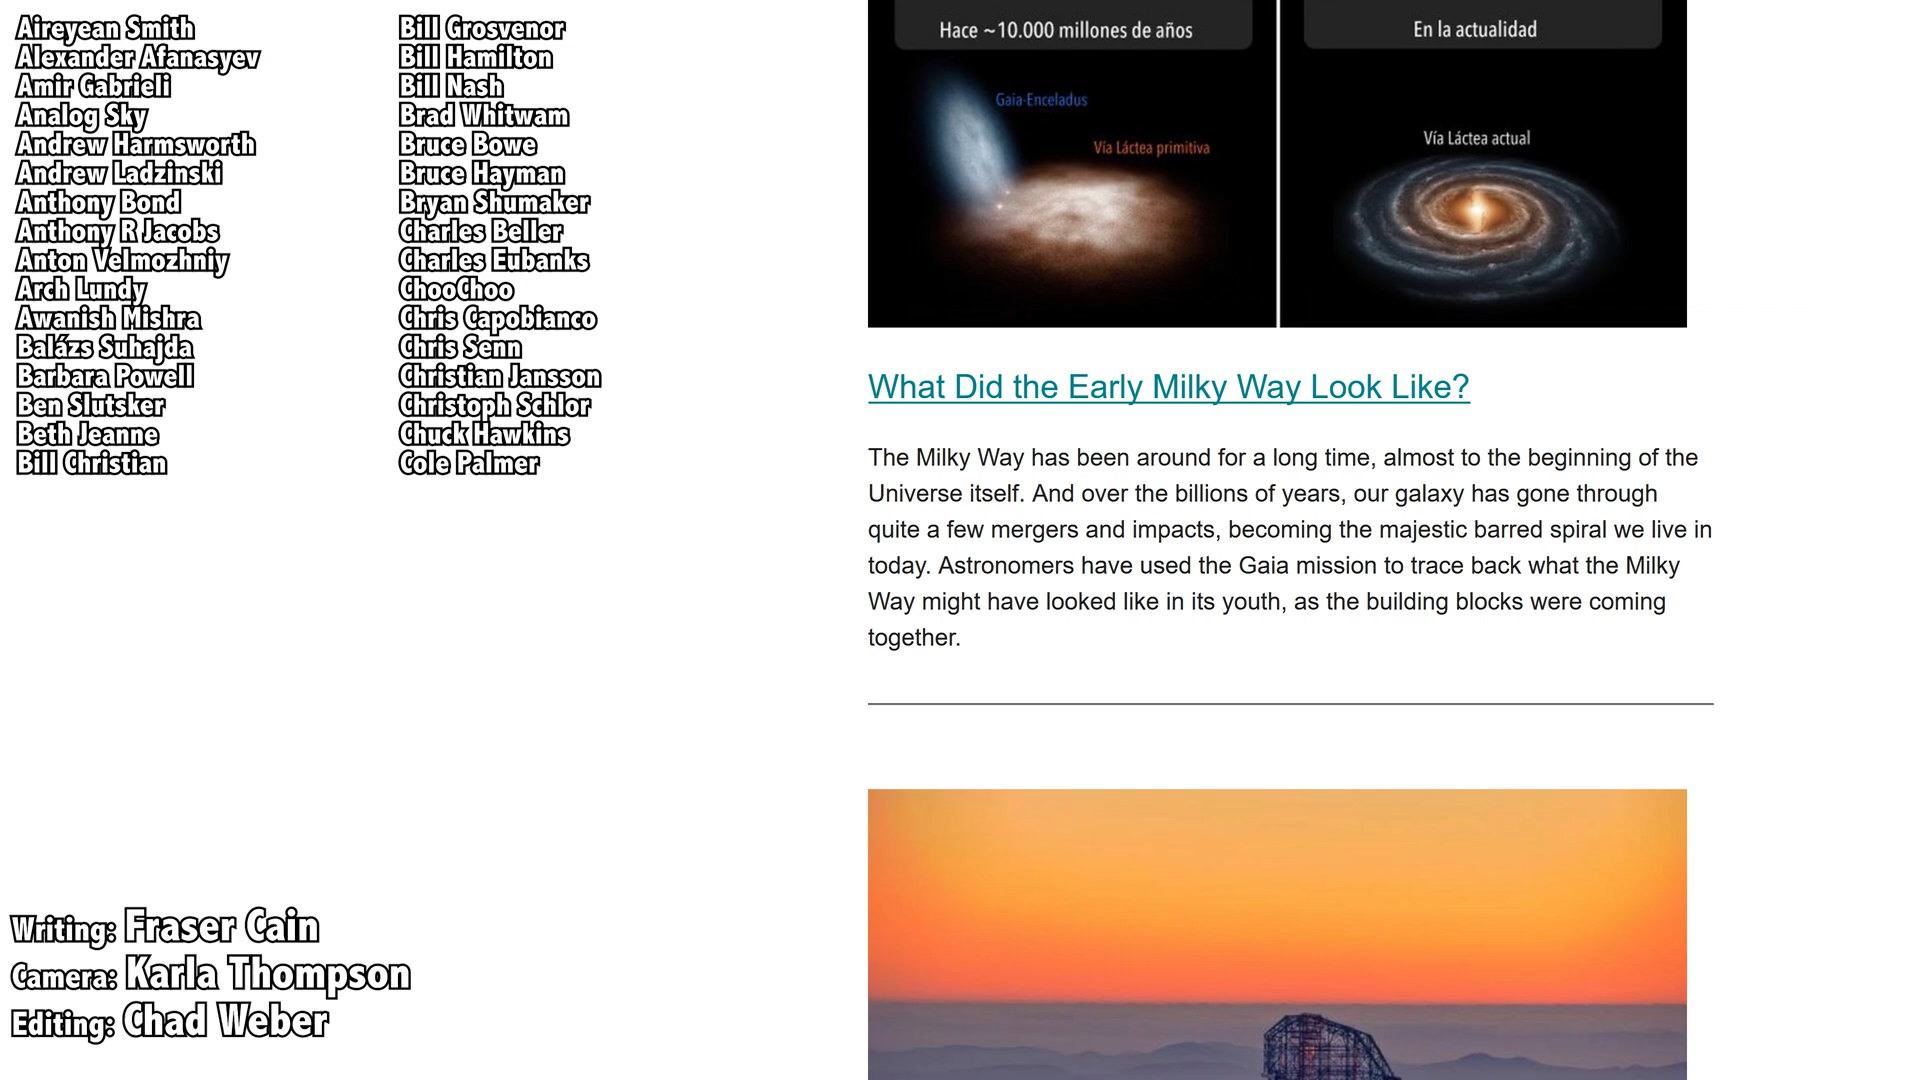 Aireyean Smith
Alexander Afanasyev
Amir Gabrieli
Analog Sky
Andrew Harmsworth
Andrew Ladzinski
Anthony Bond
Anthony R Jacobs
Anton Velmozhniy
Arch Lundy
Awanish Mishra
Balázs Suhajda
Barbara Powell
Ben Slutsker
Beth Jeanne
Bill Christian
Bill Grosvenor
Bill Hamilton
Bill Nash
Brad Whitwam
Bruce Bowe
Bruce Hayman
Bryan Shumaker
Charles Beller
Charles Eubanks
ChooChoo
Chris Capobianco
Chris Senn
Christian Jansson
Christoph Schlor
Chuck Hawkins
Cole Palmer
Writing: Fraser Cain
Camera: Karla Thompson
Editing: Chad Weber
Hace ~10.000 millones de años
Gaia-Enceladus
Vía Láctea primitiva
En la actualidad
Vía Láctea actual
What Did the Early Milky Way Look Like?
The Milky Way has been around for a long time, almost to the beginning of the
Universe itself. And over the billions of years, our galaxy has gone through
quite a few mergers and impacts, becoming the majestic barred spiral we live in
today. Astronomers have used the Gaia mission to trace back what the Milky
Way might have looked like in its youth, as the building blocks were coming
together.